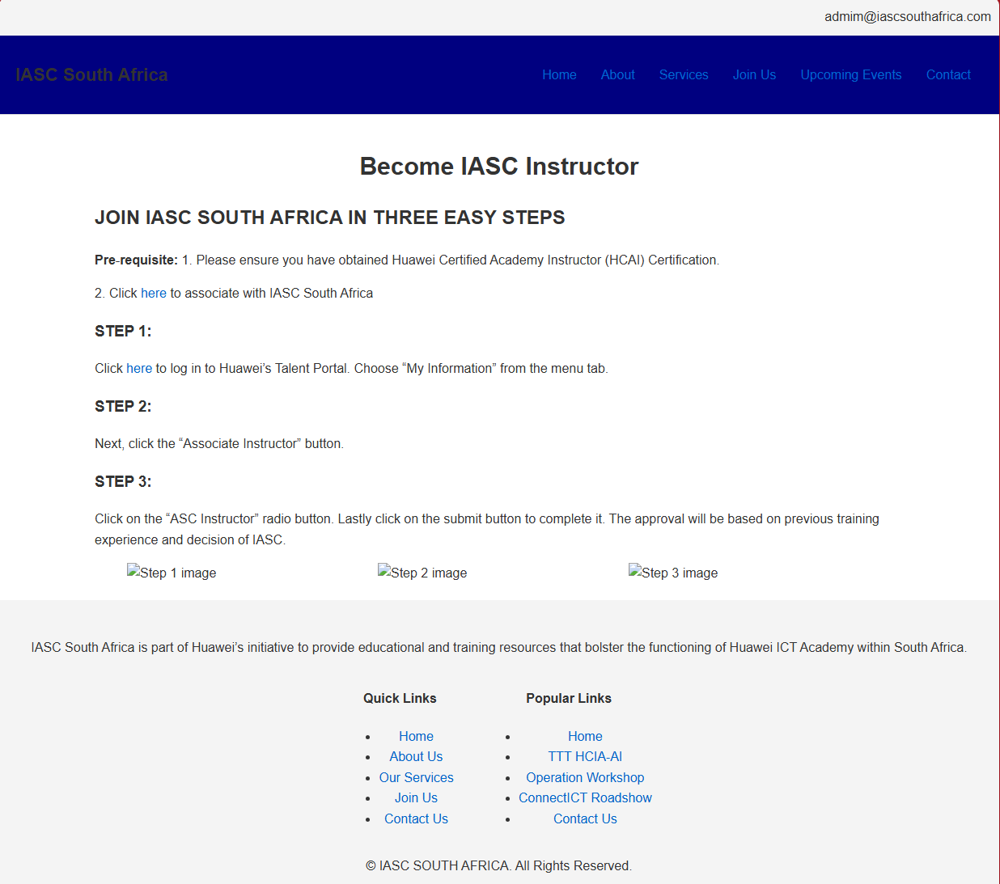 admim@iascsouthafrica.com
IASC South Africa
Home About Services Join Us Upcoming Events Contact
Become IASC Instructor
JOIN IASC SOUTH AFRICA IN THREE EASY STEPS
Pre-requisite: 1. Please ensure you have obtained Huawei Certified Academy Instructor (HCAI) Certification.
2. Click here to associate with IASC South Africa
STEP 1:
Click here to log in to Huawei’s Talent Portal. Choose “My Information” from the menu tab.
STEP 2:
Next, click the “Associate Instructor” button.
STEP 3:
Click on the “ASC Instructor” radio button. Lastly click on the submit button to complete it. The approval will be based on previous training
experience and decision of IASC.
Step 1 image Step 2 image Step 3 image
IASC South Africa is part of Huawei’s initiative to provide educational and training resources that bolster the functioning of Huawei ICT Academy within South Africa.
Quick Links
Home
About Us
Our Services
Join Us
Contact Us
Popular Links
Home
TTT HCIA-AI
Operation Workshop
ConnectICT Roadshow
Contact Us
© IASC SOUTH AFRICA. All Rights Reserved.